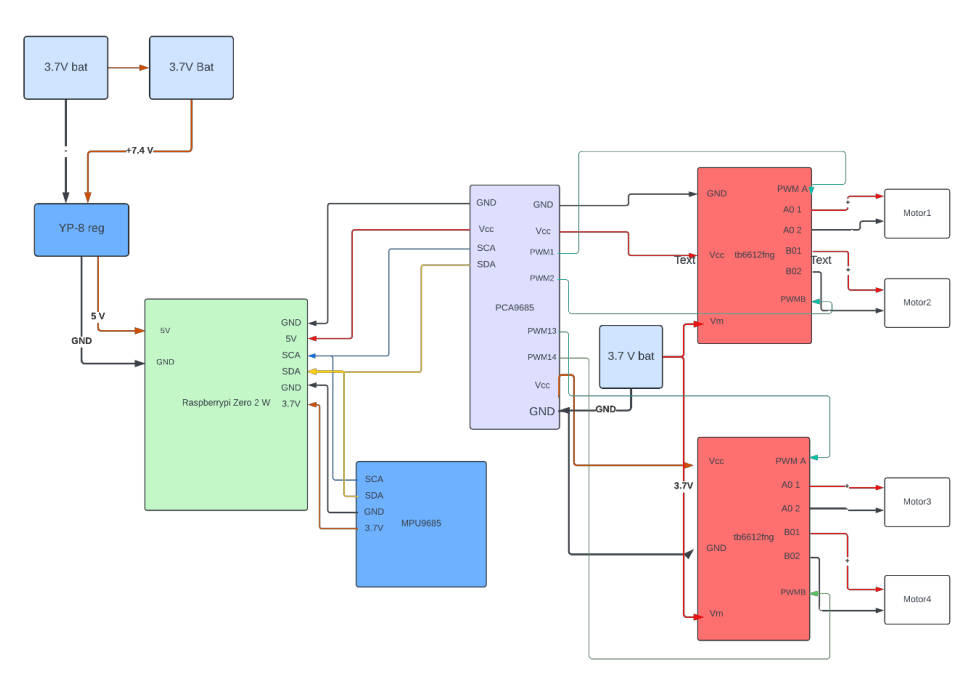 3.7V bat
3.7V Bat
-
+7.4 V
YP-8 reg
5 V
GND
5V
GND
Raspberrypi Zero 2 W
GND
5V
SCA
SDA
GND
3.7V
SCA
SDA
GND
3.7V
MPU9685
GND
Vcc
SCA
SDA
PCA9685
GND
Vcc
PWM1
PWM2
PWM13
PWM14
Vcc
GND
3.7 V bat
GND
3.7V
GND
Text
Vcc
Vm
tb6612fng
PWM A
A0 1
A0 2
B01
Text
B02
PWMB
+
+
Motor1
Motor2
Vcc
GND
Vm
tb6612fng
PWM A
A0 1
A0 2
B01
B02
PWMB
+
+
Motor3
Motor4